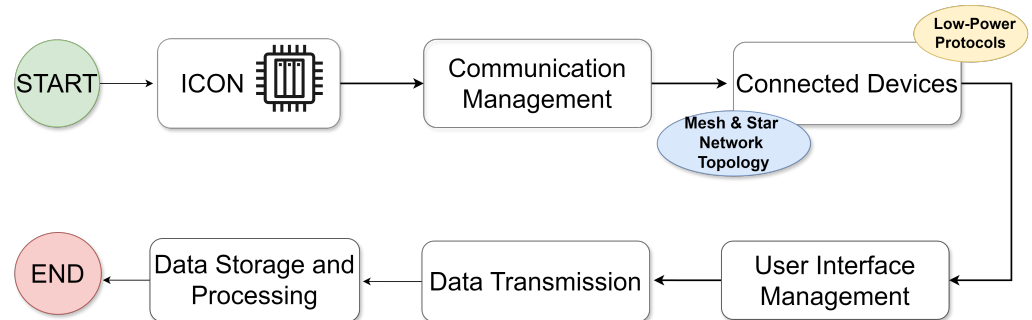 START
ICON
Communication
Management
Connected Devices
Low-Power
Protocols
Mesh & Star
Network
Topology
User Interface
Management
Data Transmission
Data Storage and
Processing
END